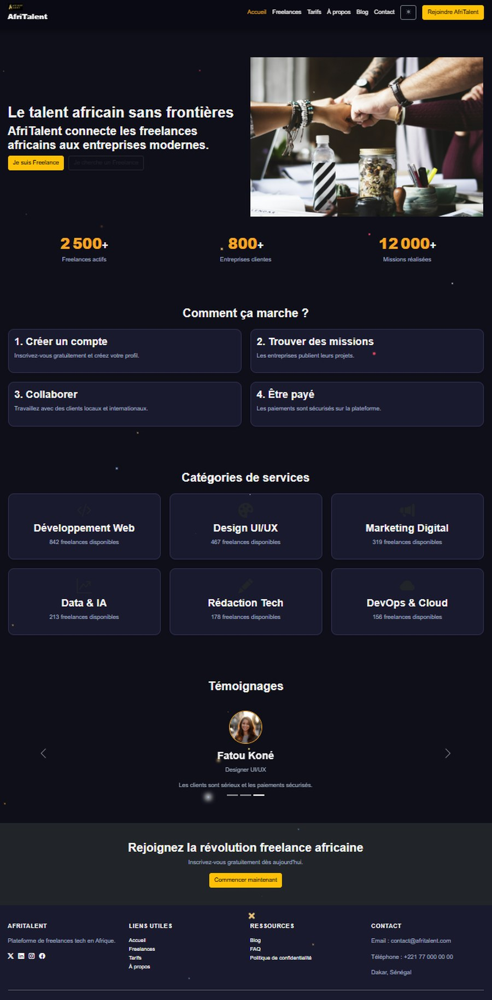 AfriTalent
Accueil Freelances Tarifs À propos Blog Contact Rejoindre AfriTalent
Le talent africain sans frontières
AfriTalent connecte les freelances
africains aux entreprises modernes.
Je suis Freelance Je cherche un Freelance
2 500+ 800+ 12 000+
Freelances actifs Entreprises clientes Missions réalisées
Comment ça marche ?
1. Créer un compte
Inscrivez-vous gratuitement et créez votre profil.
2. Trouver des missions
Les entreprises publient leurs projets.
3. Collaborer
Travaillez avec des clients locaux et internationaux.
4. Être payé
Les paiements sont sécurisés sur la plateforme.
Catégories de services
Développement Web
842 freelances disponibles
Design UI/UX
467 freelances disponibles
Marketing Digital
319 freelances disponibles
Data & IA
213 freelances disponibles
Rédaction Tech
178 freelances disponibles
DevOps & Cloud
156 freelances disponibles
Témoignages
Fatou Koné
Designer UI/UX
Les clients sont sérieux et les paiements sécurisés.
Rejoignez la révolution freelance africaine
Inscrivez-vous gratuitement dès aujourd'hui.
Commencer maintenant
AFRITALENT
Plateforme de freelances tech en Afrique.
LIENS UTILES
Accueil
Freelances
Tarifs
À propos
RESSOURCES
Blog
FAQ
Politique de confidentialité
CONTACT
Email : contact@afritalent.com
Téléphone : +221 77 000 00 00
Dakar, Sénégal